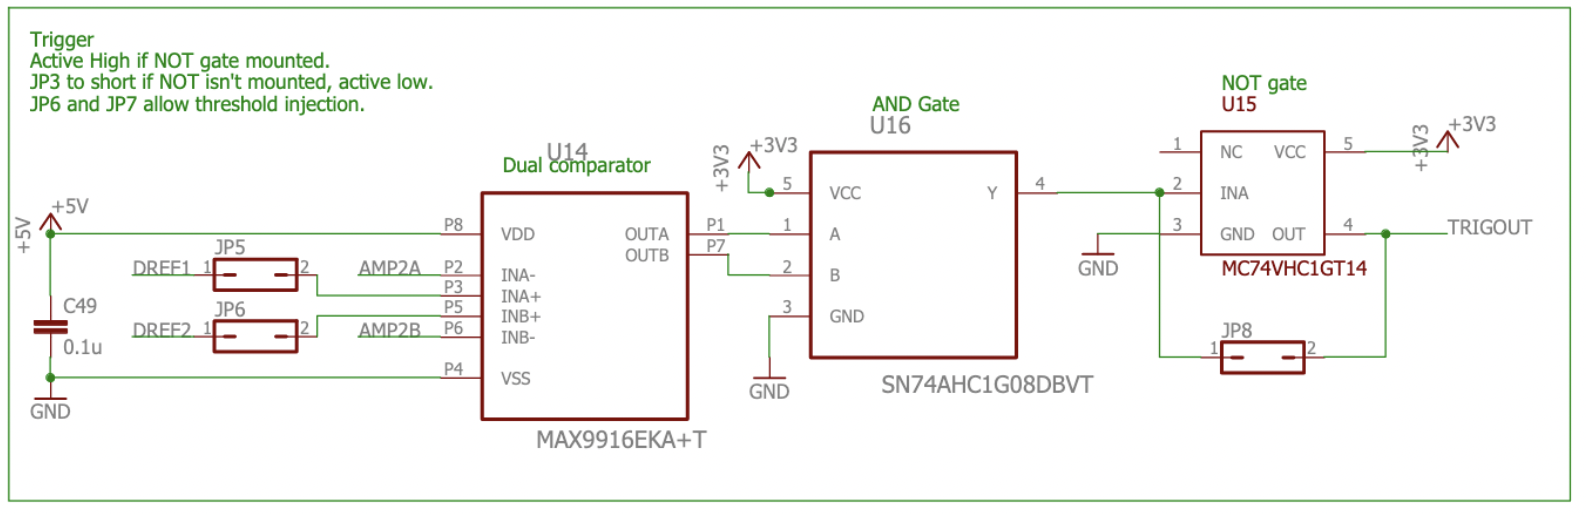 Trigger
Active High if NOT gate mounted.
JP3 to short if NOT isn't mounted, active low.
JP6 and JP7 allow threshold injection.
+5V
+5V
C49
0.1u
GND
DREF1
1
JP5
2
DREF2
1
JP6
2
AMP2A
AMP2B
U14
Dual comparator
P8
VDD
P2
INA-
P3
INA+
P5
INB+
P6
INB-
P4
VSS
OUTA
P1
OUTB
P7
MAX9916EKA+T
+3V3
+3V3
AND Gate
U16
5
VCC
1
A
2
B
3
GND
Y
4
GND
SN74AHC1G08DBVT
NOT gate
U15
1
NC
VCC
5
+3V3
+3V3
2
INA
3
GND
OUT
4
TRIGOUT
GND
MC74VHC1GT14
JP8
1
2